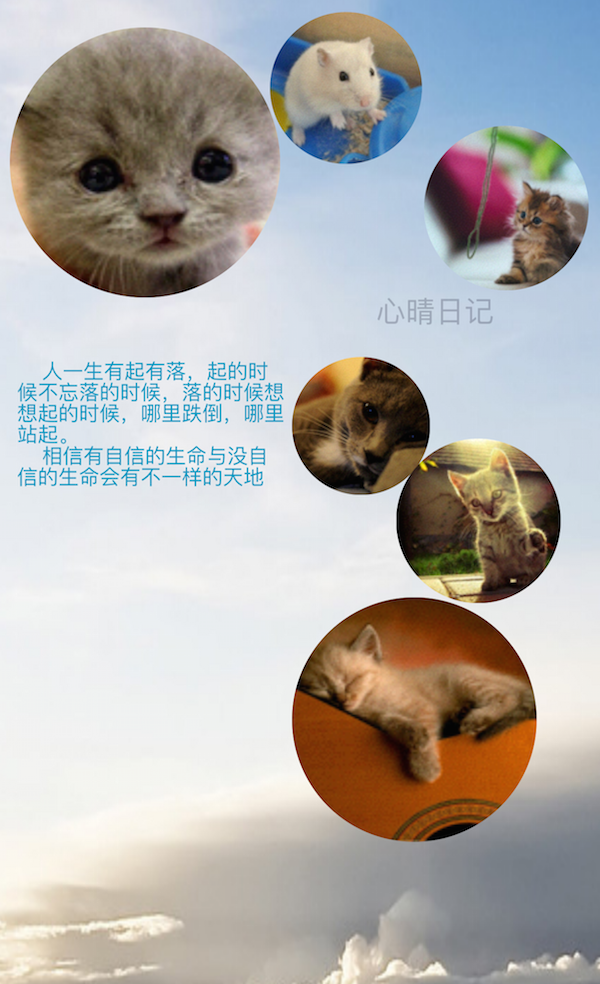 心晴日记
人一生有起有落，起的时
候不忘落的时候，落的时候想
想起的时候，哪里跌倒，哪里
站起。
相信有自信的生命与没自
信的生命会有不一样的天地